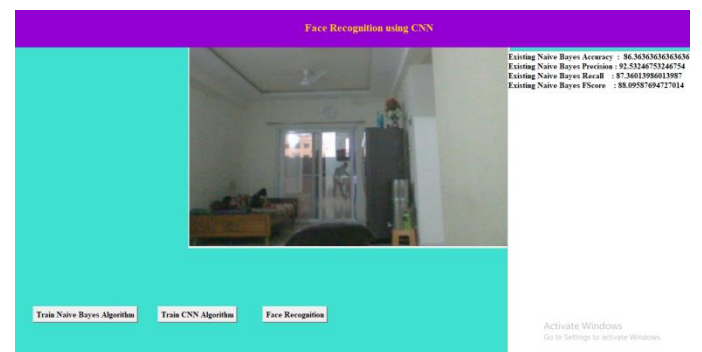 Face Recognition using CNN
Existing Naive Bayes Accuracy : 86.36363636363636
Existing Naive Bayes Precision : 92.53246753246754
Existing Naive Bayes Recall : 87.36013986013987
Existing Naive Bayes FScore : 88.09587694727014
Train Naive Bayes Algorithm
Train CNN Algorithm
Face Recognition
Activate Windows
Go to Settings to activate Windows.